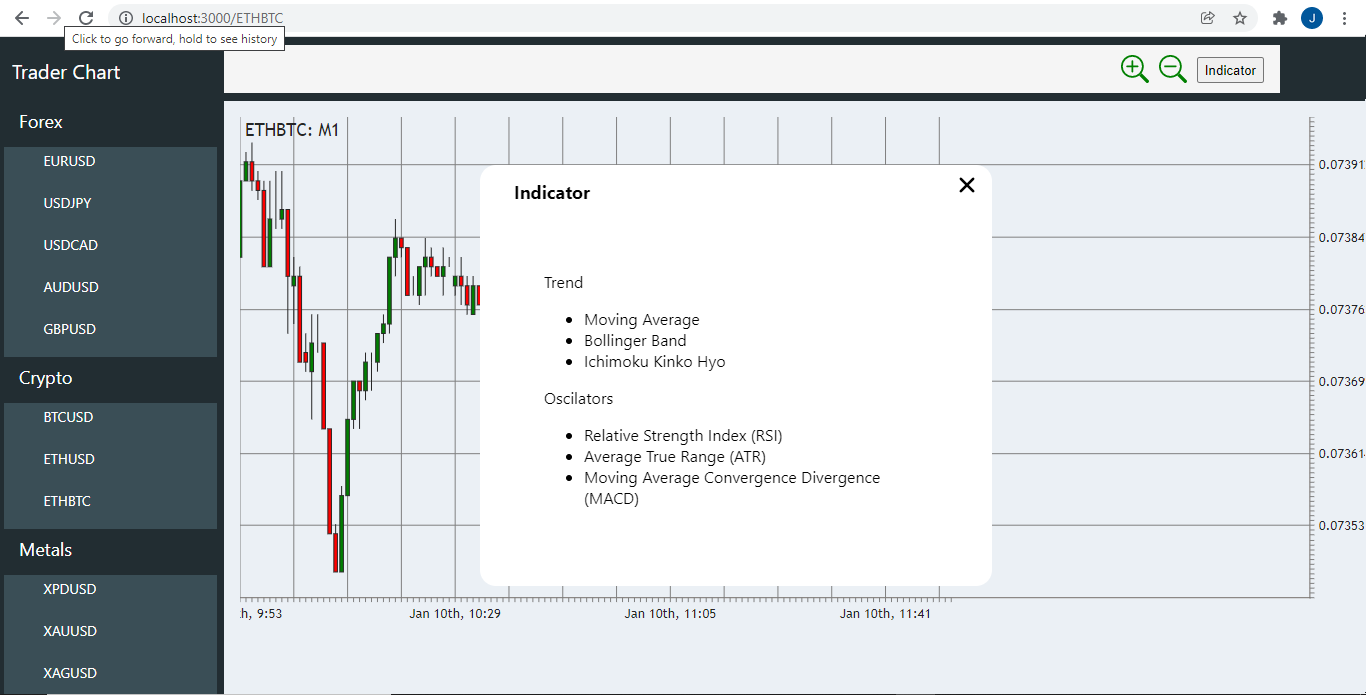 localhost:3000/ETHBTC
J
Click to go forward, hold to see history
Trader Chart
Indicator
Forex
EURUSD
USDJPY
USDCAD
AUDUSD
GBPUSD
Crypto
BTCUSD
ETHUSD
ETHBTC
Metals
XPDUSD
XAUUSD
XAGUSD
ETHBTC: M1
Indicator
Trend
Moving Average
Bollinger Band
Ichimoku Kinko Hyo
Oscilators
Relative Strength Index (RSI)
Average True Range (ATR)
Moving Average Convergence Divergence
(MACD)
0.07391
0.07384
0.07376
0.07369
0.07361
0.07353
h, 9:53
Jan 10th, 10:29
Jan 10th, 11:05
Jan 10th, 11:41